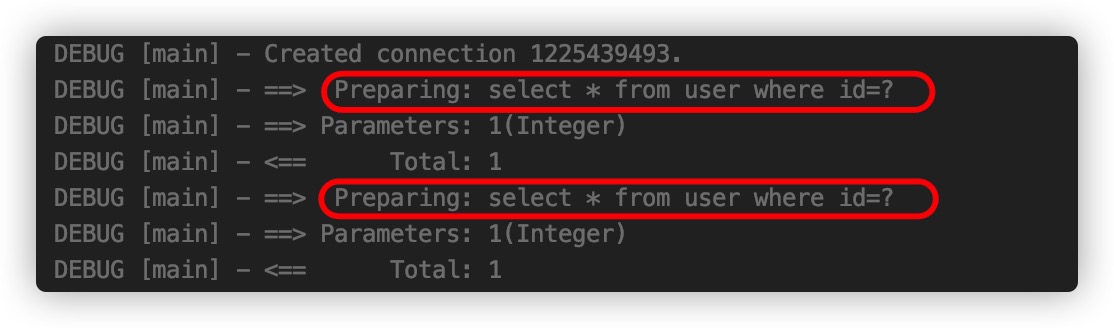 DEBUG [main] - Created connection 1225439493.
DEBUG [main] - ==>  Preparing: select * from user where id=?
DEBUG [main] - ==> Parameters: 1(Integer)
DEBUG [main] - <==      Total: 1
DEBUG [main] - ==>  Preparing: select * from user where id=?
DEBUG [main] - ==> Parameters: 1(Integer)
DEBUG [main] - <==      Total: 1